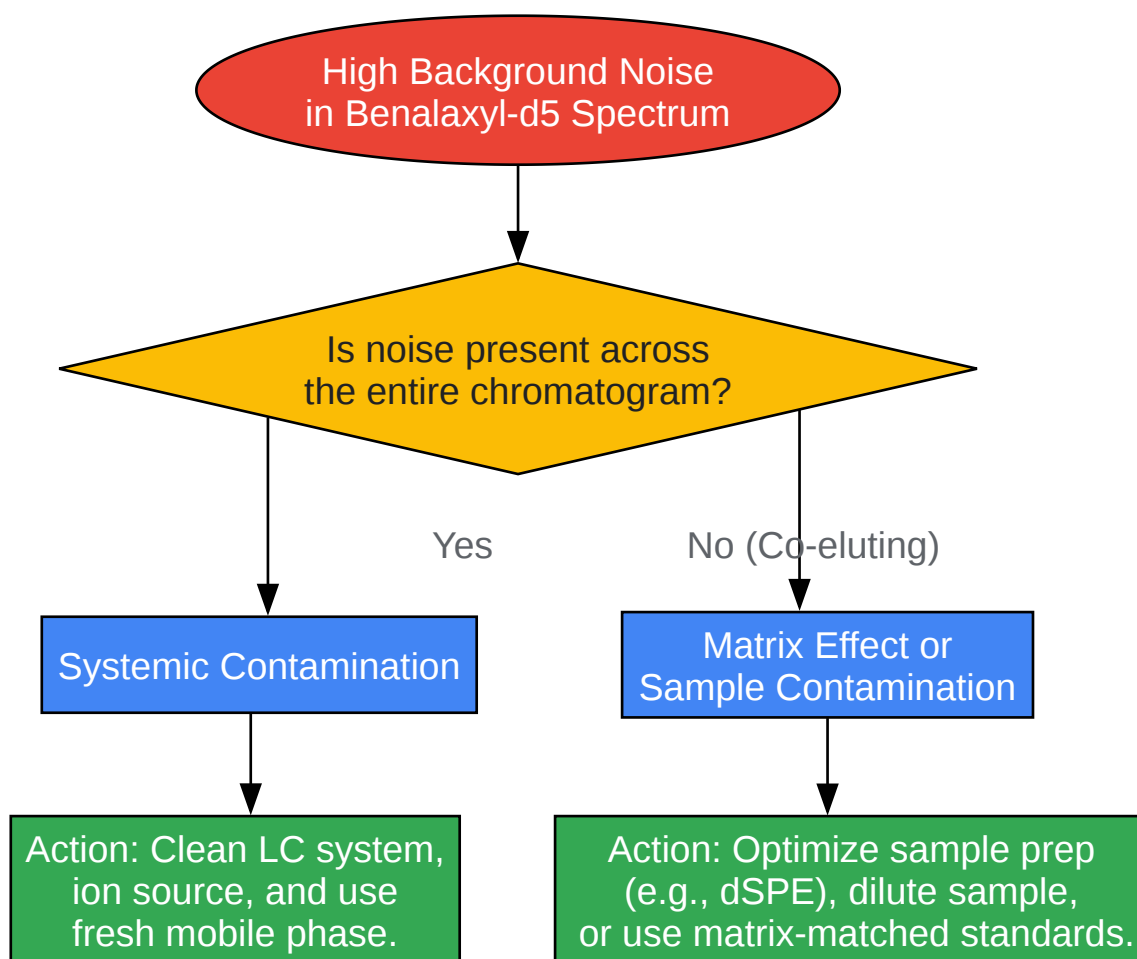 High Background Noise
in Benalaxyl-d5 Spectrum
Is noise present across
the entire chromatogram?
Yes
No (Co-eluting)
Systemic Contamination
Matrix Effect or
Sample Contamination
Action: Clean LC system,
ion source, and use
fresh mobile phase.
Action: Optimize sample prep
(e.g., dSPE), dilute sample,
or use matrix-matched standards.